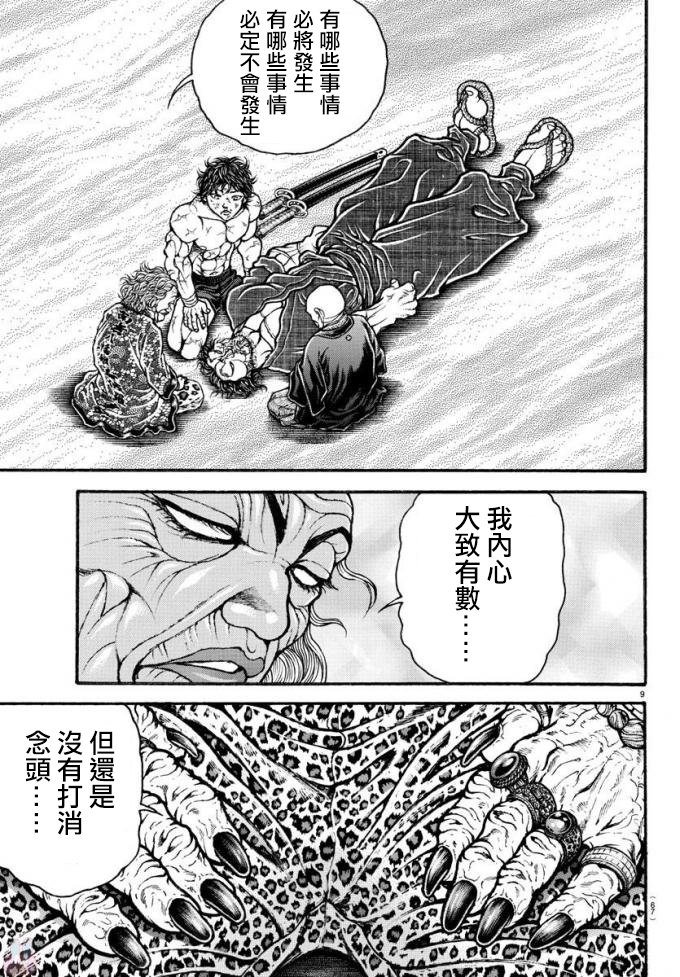 有哪些事情
必將發生
有哪些事情
必定不會發生
我內心
大致有數……
9
但還是
沒有打消
念頭……
(67)